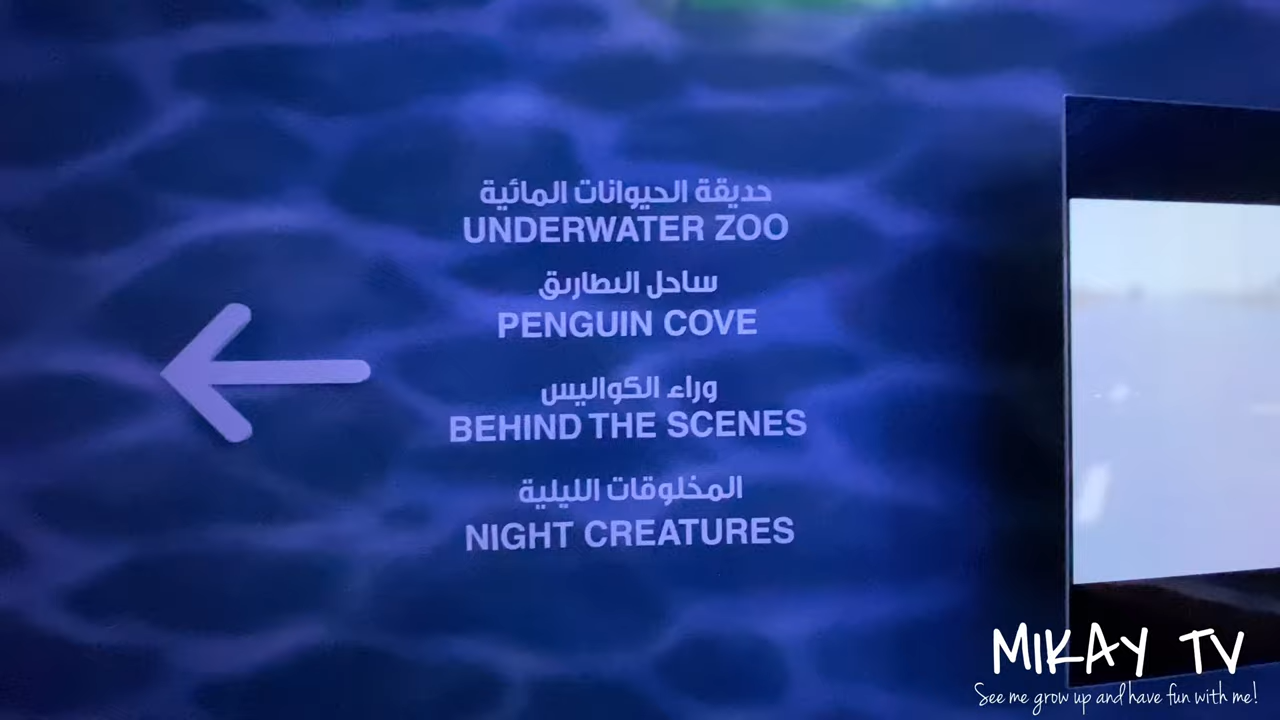 حديقة الحيوانات المائية
UNDERWATER ZOO
ساحل البطاريق
PENGUIN COVE
وراء الكواليس
BEHIND THE SCENES
المخلوقات الليلية
NIGHT CREATURES
MIKAY TV
See me grow up and have fun with me!